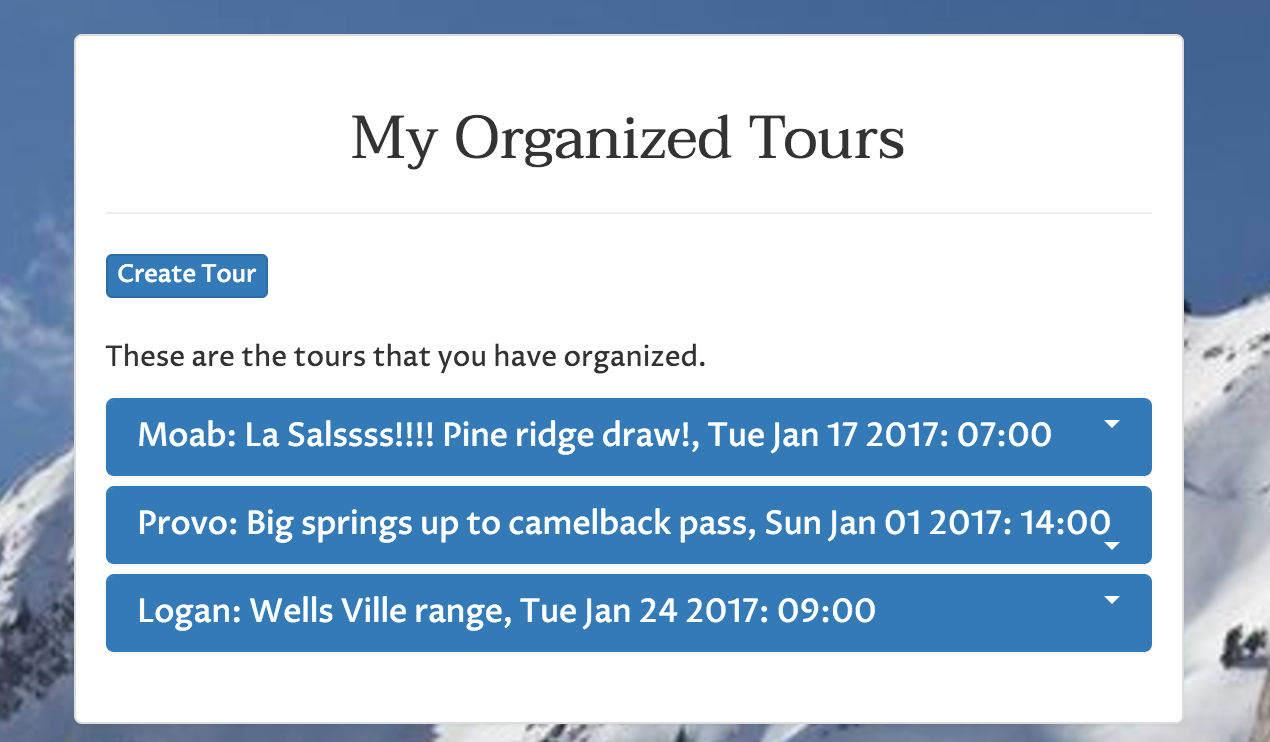 My Organized Tours
Create Tour
These are the tours that you have organized.
Moab: La Salssss!!!! Pine ridge draw!, Tue Jan 17 2017: 07:00
Provo: Big springs up to camelback pass, Sun Jan 01 2017: 14:00
Logan: Wells Ville range, Tue Jan 24 2017: 09:00